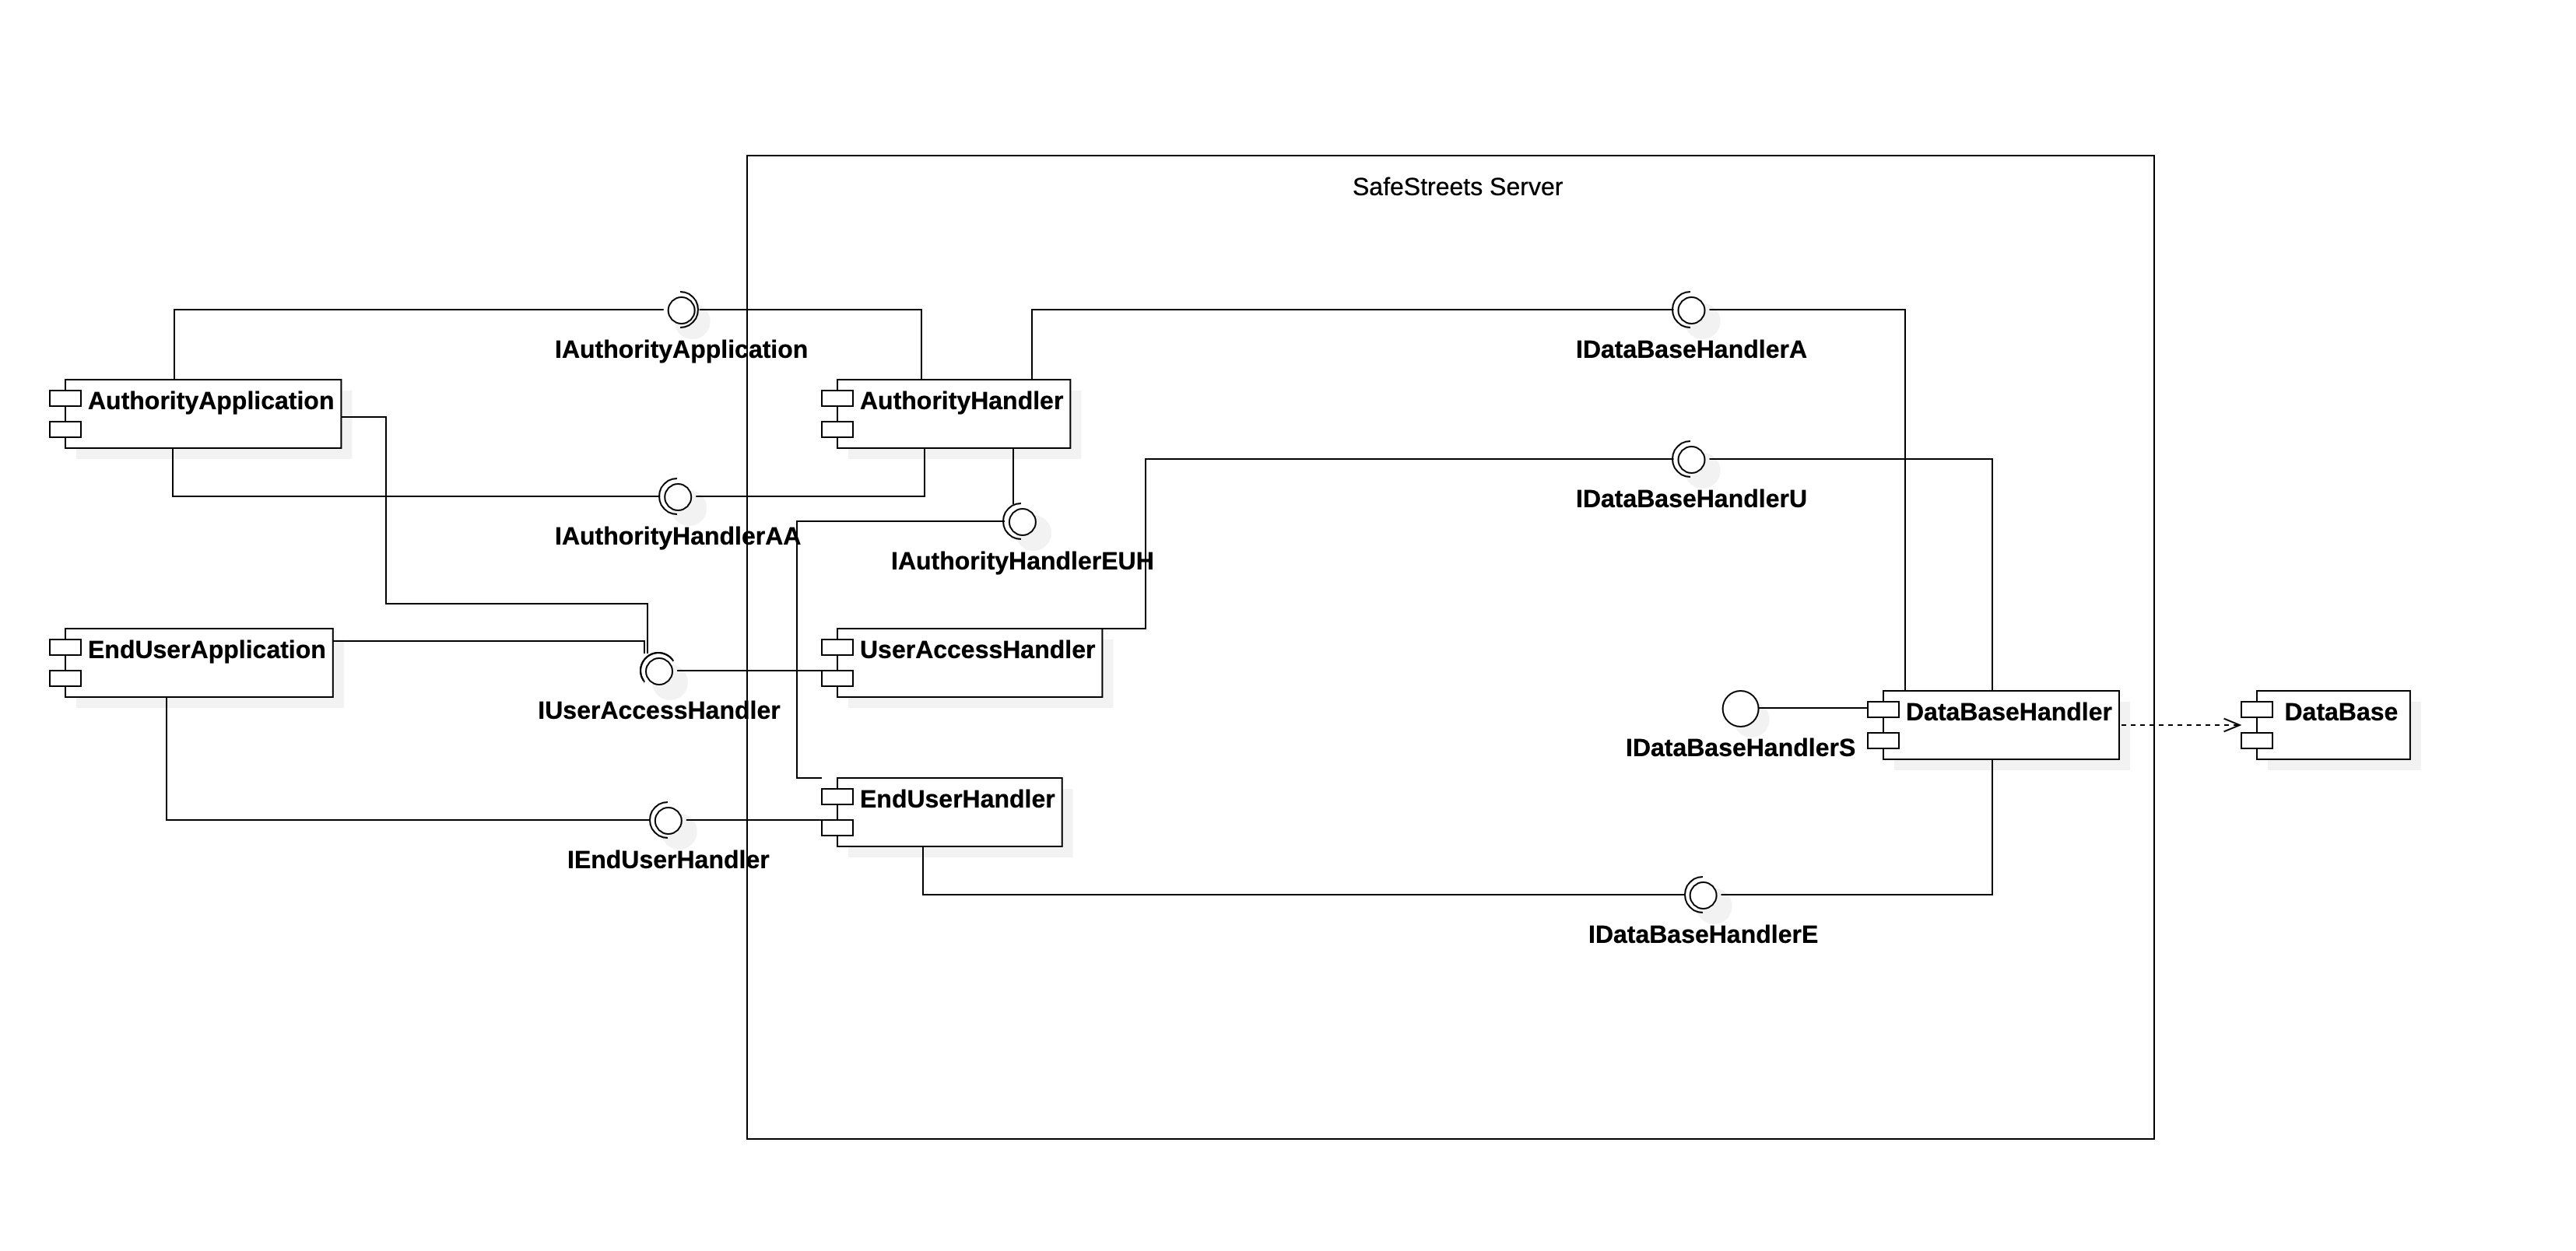 SafeStreets Server
IAuthorityApplication
IDataBaseHandlerA
AuthorityApplication
AuthorityHandler
IDataBaseHandlerU
IAuthorityHandlerAA
IAuthorityHandlerEUH
EndUserApplication
UserAccessHandler
IUserAccessHandler
DataBaseHandler
DataBase
IDataBaseHandlerS
EndUserHandler
IEndUserHandler
IDataBaseHandlerE